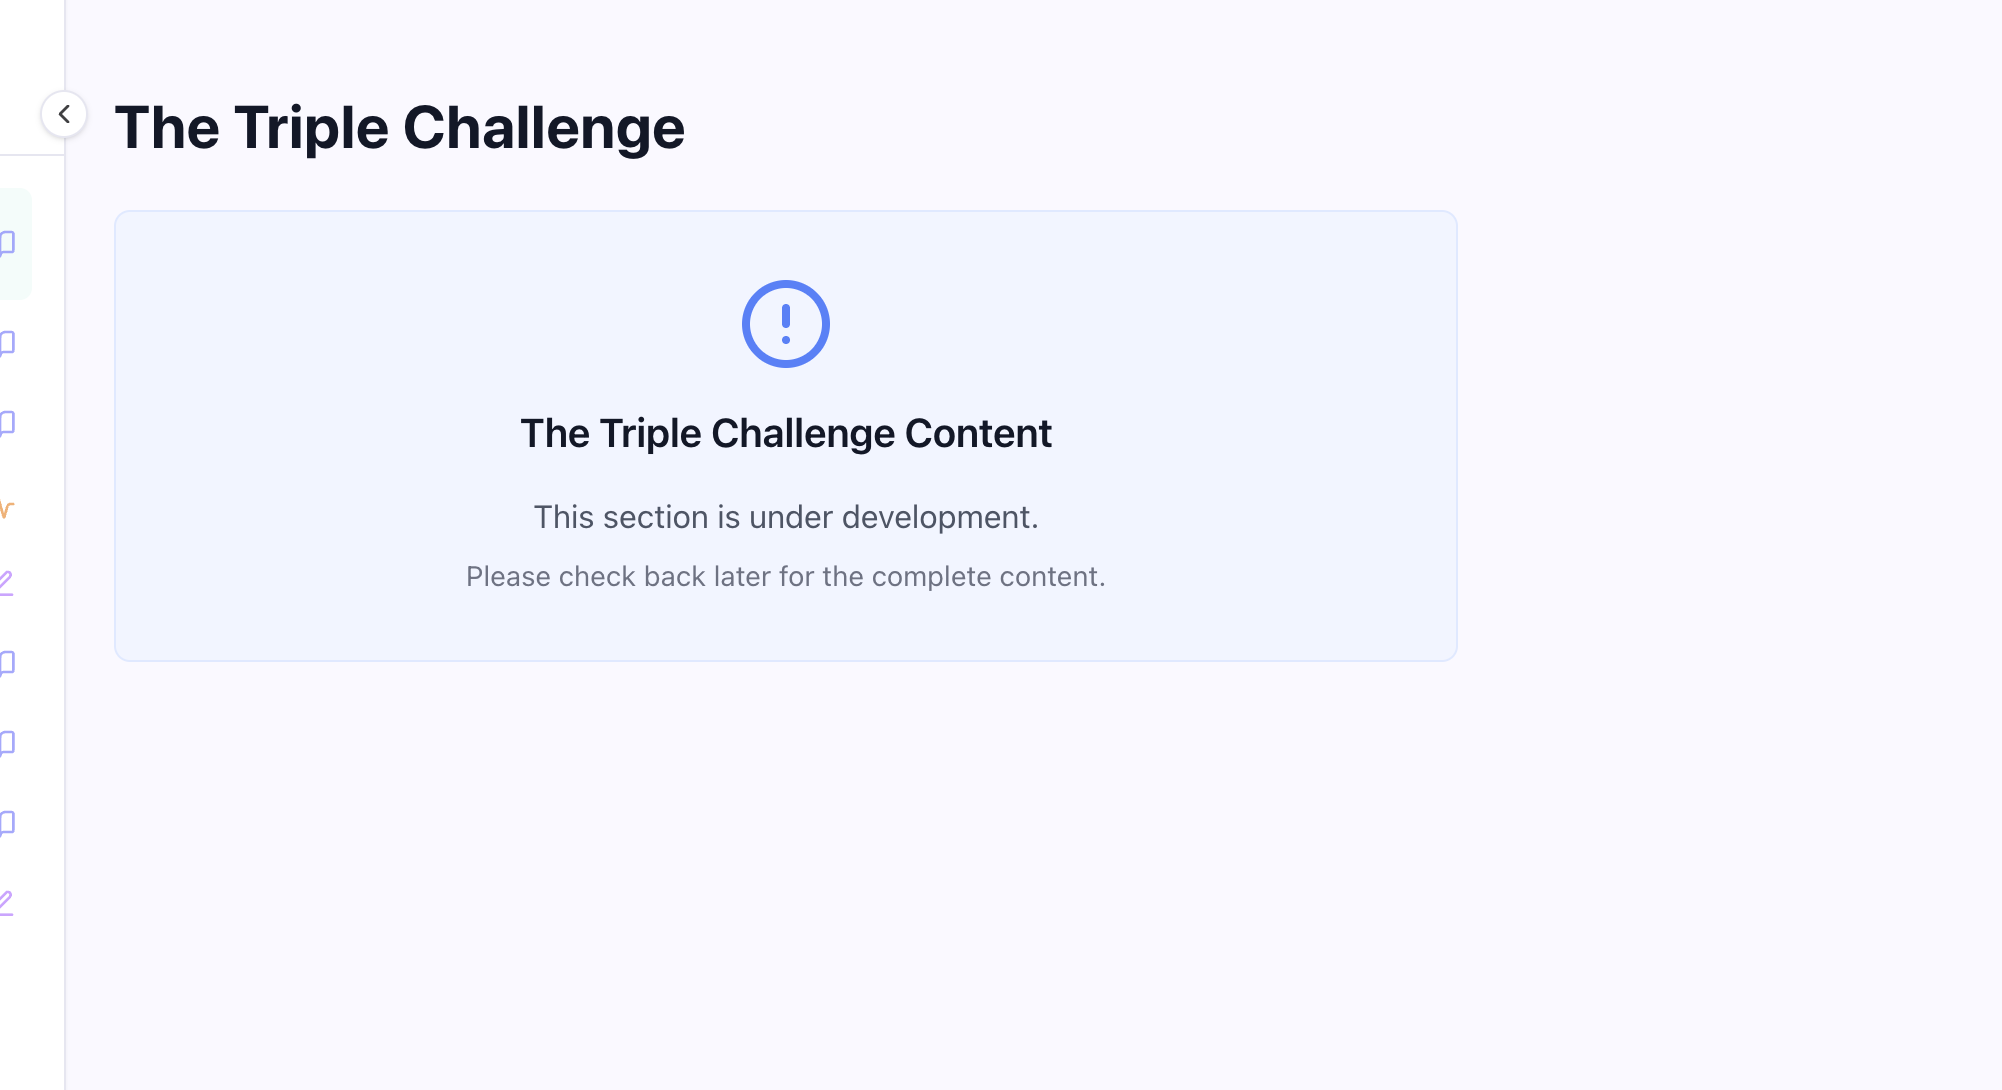 The Triple Challenge
The Triple Challenge Content
This section is under development.
Please check back later for the complete content.